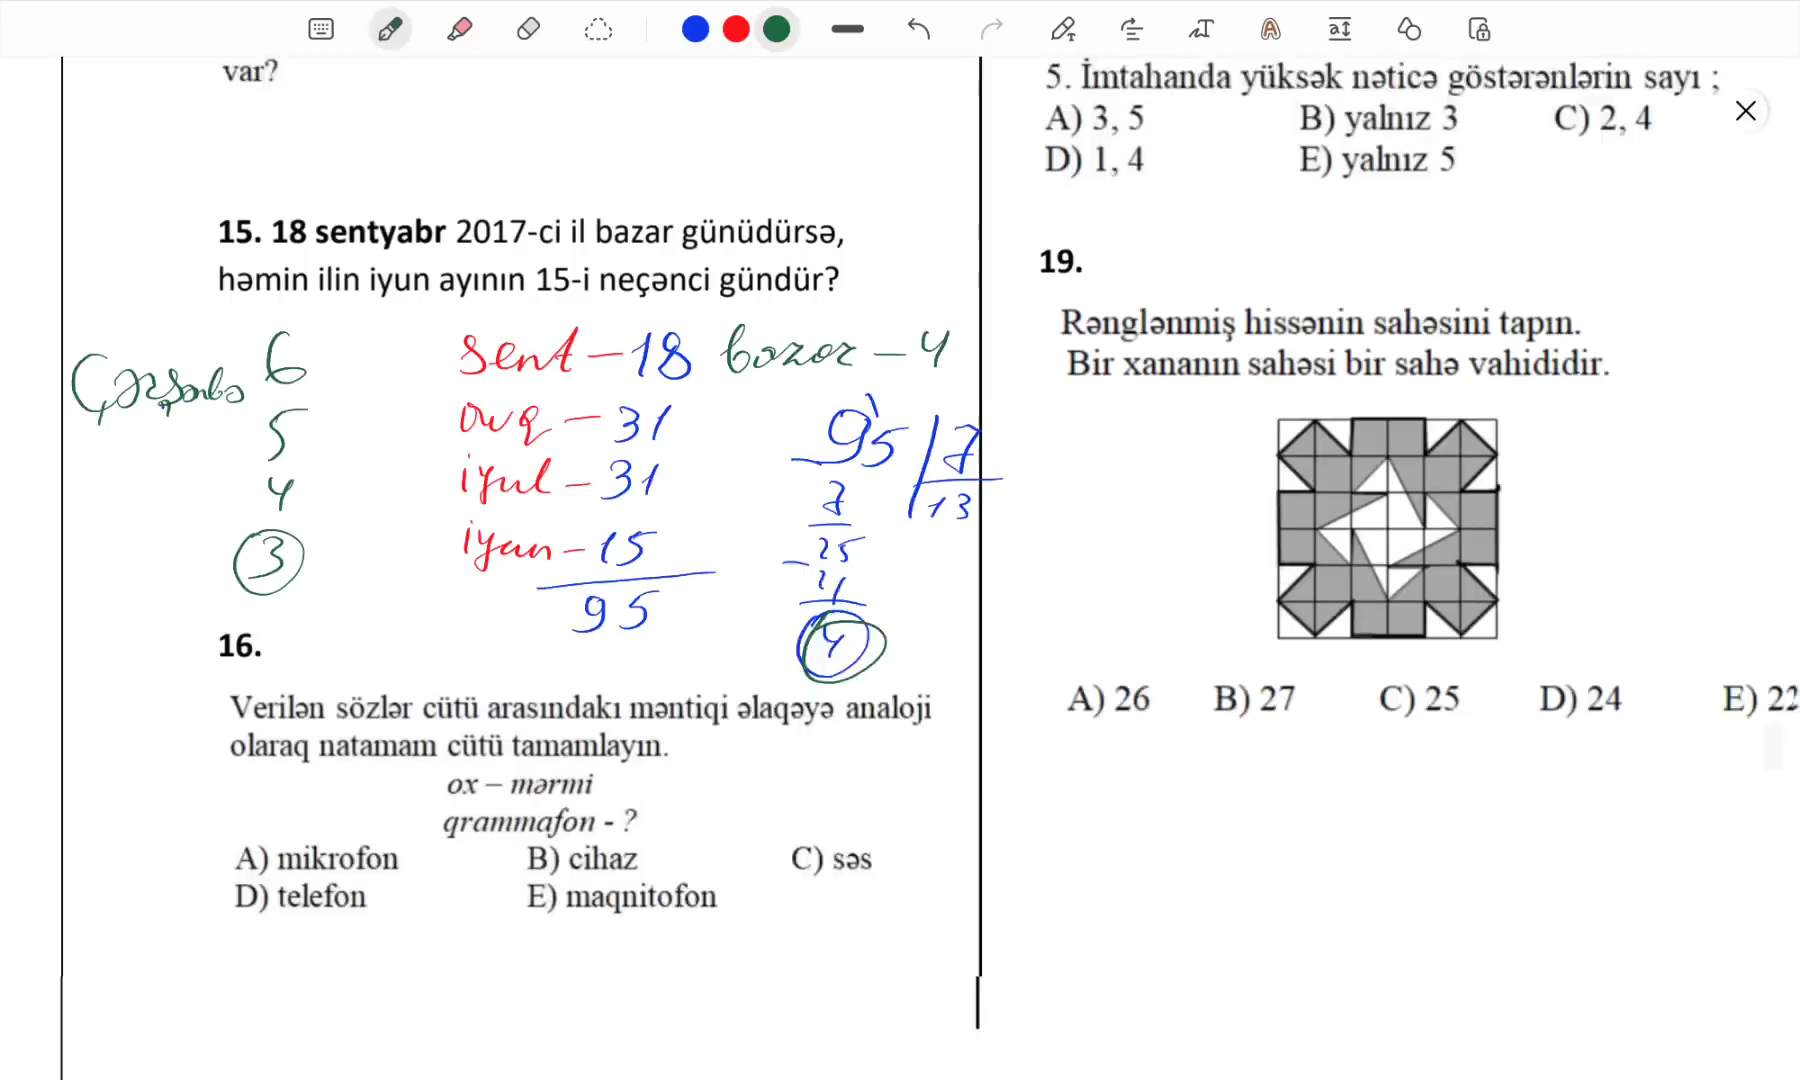 var?
15. 18 sentyabr 2017-ci il bazar günüdürsə,
həmin ilin iyun ayının 15-i neçənci gündür?
Çərşənbə
6
5
4
3
sent – 18
avq – 31
iyul – 31
iyun – 15
95
bazar – 4
95 7
7 13
25
21
4
16.
Verilən sözlər cütü arasındakı məntiqi əlaqəyə analoji
olaraq natamam cütü tamamlayın.
ox – mərmi
qrammafon - ?
A) mikrofon B) cihaz C) səs
D) telefon E) maqnitofon
5. İmtahanda yüksək nəticə göstərənlərin sayı ;
A) 3, 5 B) yalnız 3 C) 2, 4
D) 1, 4 E) yalnız 5
19.
Rənglənmiş hissənin sahəsini tapın.
Bir xananın sahəsi bir sahə vahididir.
A) 26 B) 27 C) 25 D) 24 E) 22